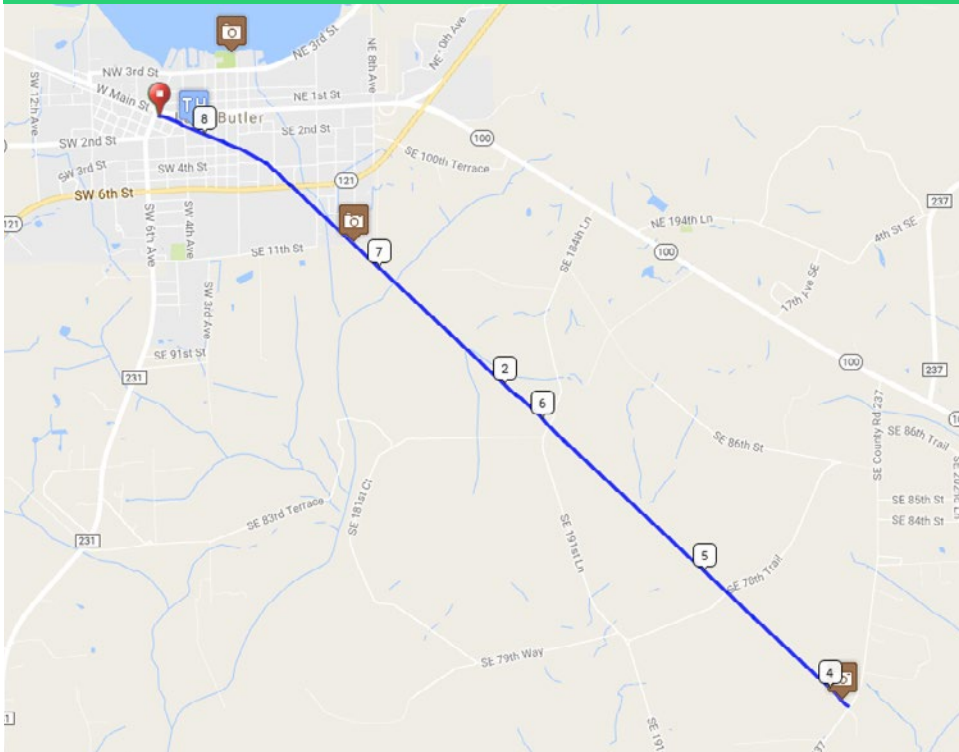 NE 3rd St
NE 8th Ave
NW 3rd St
SW 12th Ave
W Main St
TH
NE 1st St
8
Butler
SE 2nd St
100
SW 2nd St
SE 100th Terrace
SW 3rd St
SW 4th St
121
SW 6th St
237
121
SW 6th Ave
SW 4th Ave
NE 194th Ln
4th St SE
SE 11th St
7
SE 184th Ln
100
17th Ave SE
SW 3rd Ave
SE 91st St
231
2
100
237
6
SE County Rd 237
SE 86th St
SE 86th Trail
SE 181st Ct
SE 85th St
SE 83rd Terrace
SE 84th St
231
SE 191st Ln
5
SE 70th Trail
SE 79th Way
4
SE 191